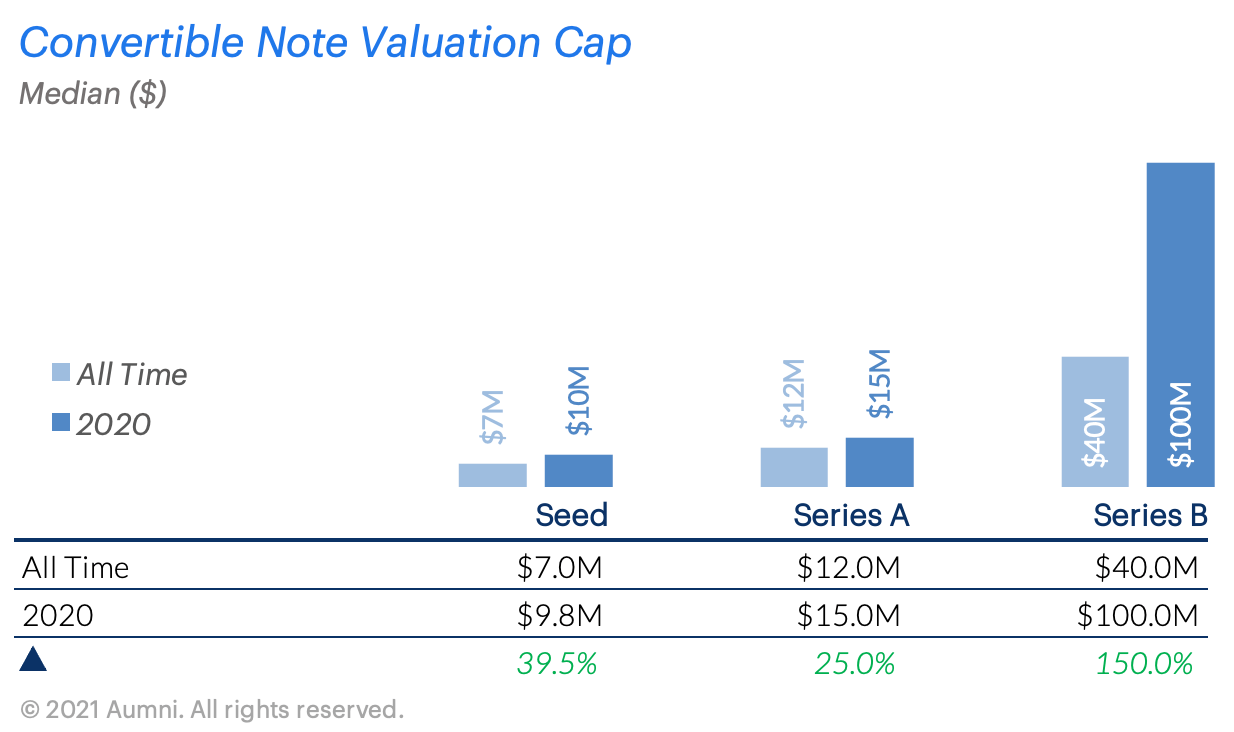 Convertible Note Valuation Cap
Median ($)
All Time
2020
$7M
$10M
$12M
$15M
$40M
$100M
Seed Series A Series B
All Time $7.0M $12.0M $40.0M
2020 $9.8M $15.0M $100.0M
▲ 39.5% 25.0% 150.0%
© 2021 Aumni. All rights reserved.